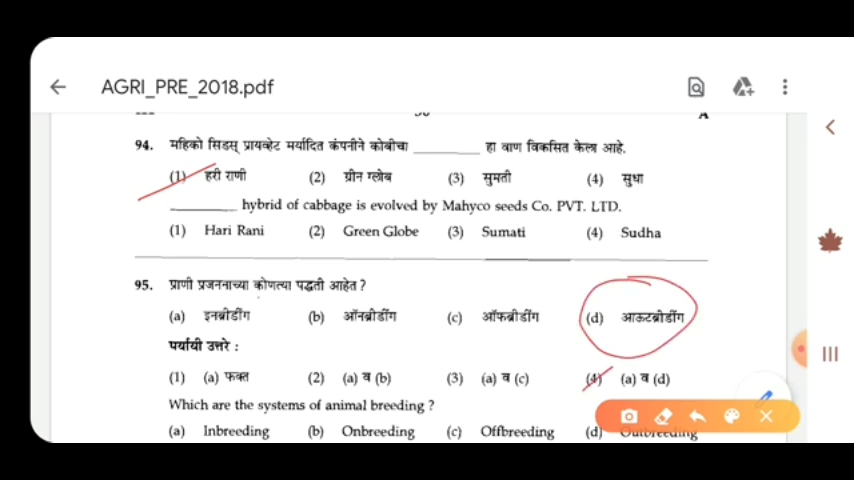 AGRI_PRE_2018.pdf
A
94. महिको सिडस् प्रायव्हेट मर्यादित कंपनीने कोबीचा ________ हा वाण विकसित केला आहे.
(1) हरी राणी (2) ग्रीन ग्लोब (3) सुमती (4) सुधा
________ hybrid of cabbage is evolved by Mahyco seeds Co. PVT. LTD.
(1) Hari Rani (2) Green Globe (3) Sumati (4) Sudha
95. प्राणी प्रजननाच्या कोणत्या पद्धती आहेत ?
(a) इनब्रीडींग (b) ऑनब्रीडींग (c) ऑफब्रीडींग (d) आऊटब्रीडींग
पर्यायी उत्तरे :
(1) (a) फक्त (2) (a) व (b) (3) (a) व (c) (4) (a) व (d)
Which are the systems of animal breeding ?
(a) Inbreeding (b) Onbreeding (c) Offbreeding (d) Outbreeding